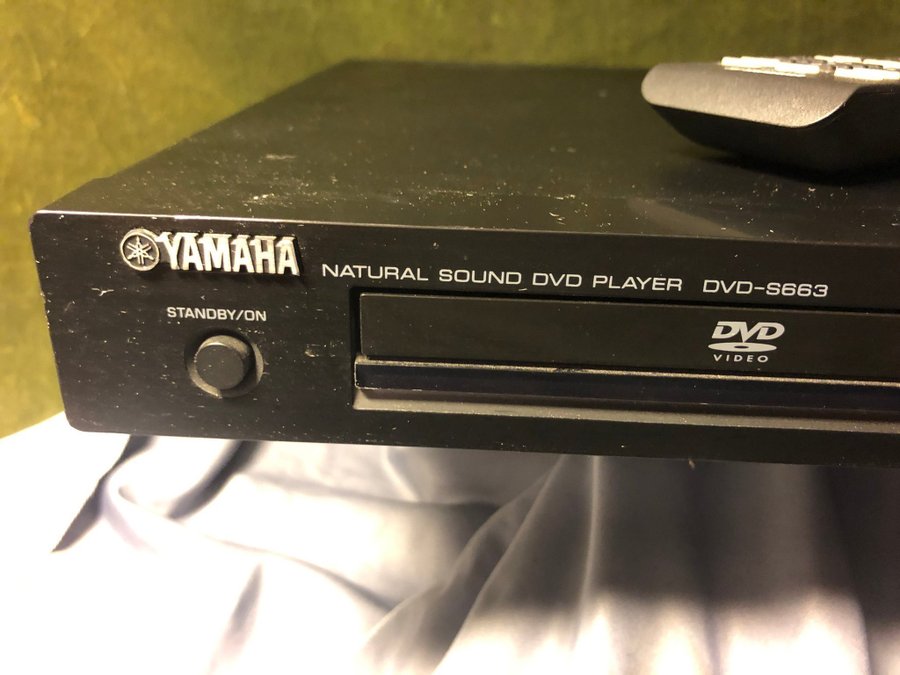 YAMAHA
NATURAL SOUND DVD PLAYER DVD-S663
STANDBY/ON
DVD
VIDEO